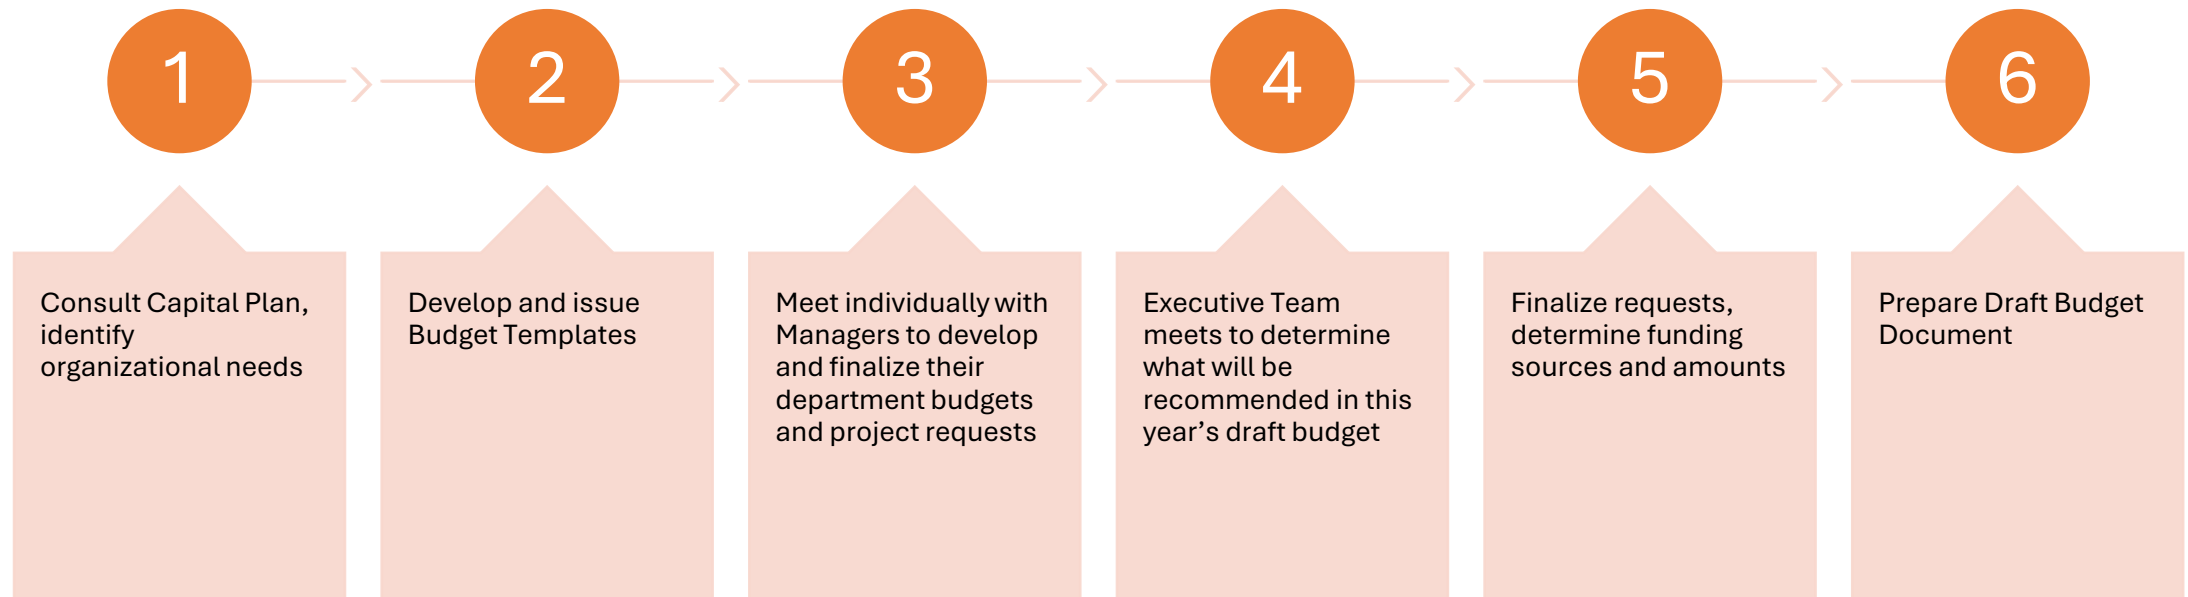 1
2
3
4
5
6
Consult Capital Plan,
identify
organizational needs
Develop and issue
Budget Templates
Meet individually with
Managers to develop
and finalize their
department budgets
and project requests
Executive Team
meets to determine
what will be
recommended in this
year’s draft budget
Finalize requests,
determine funding
sources and amounts
Prepare Draft Budget
Document